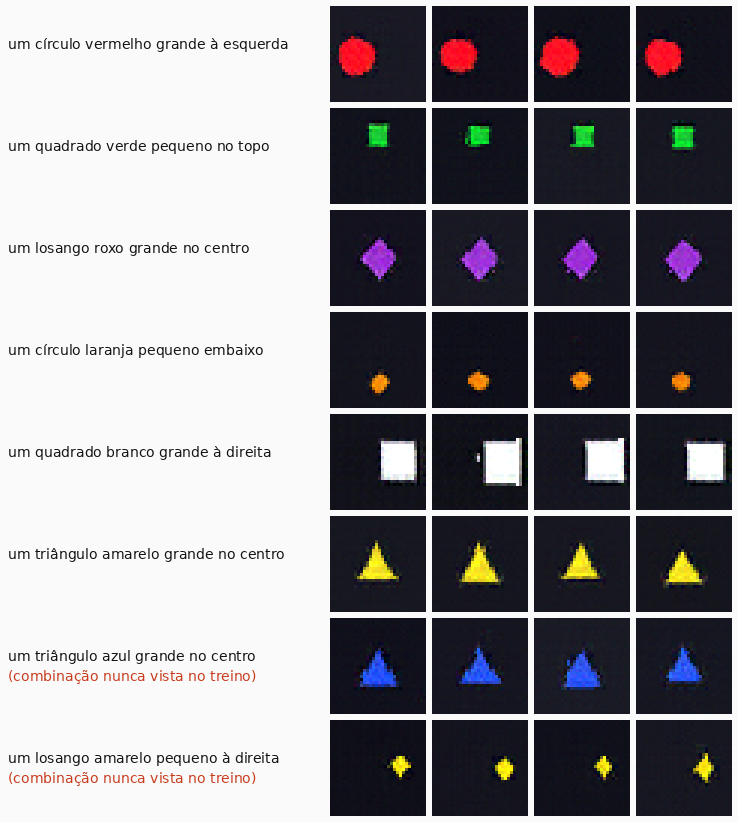 um círculo vermelho grande à esquerda
um quadrado verde pequeno no topo
um losango roxo grande no centro
um círculo laranja pequeno embaixo
um quadrado branco grande à direita
um triângulo amarelo grande no centro
um triângulo azul grande no centro
(combinação nunca vista no treino)
um losango amarelo pequeno à direita
(combinação nunca vista no treino)